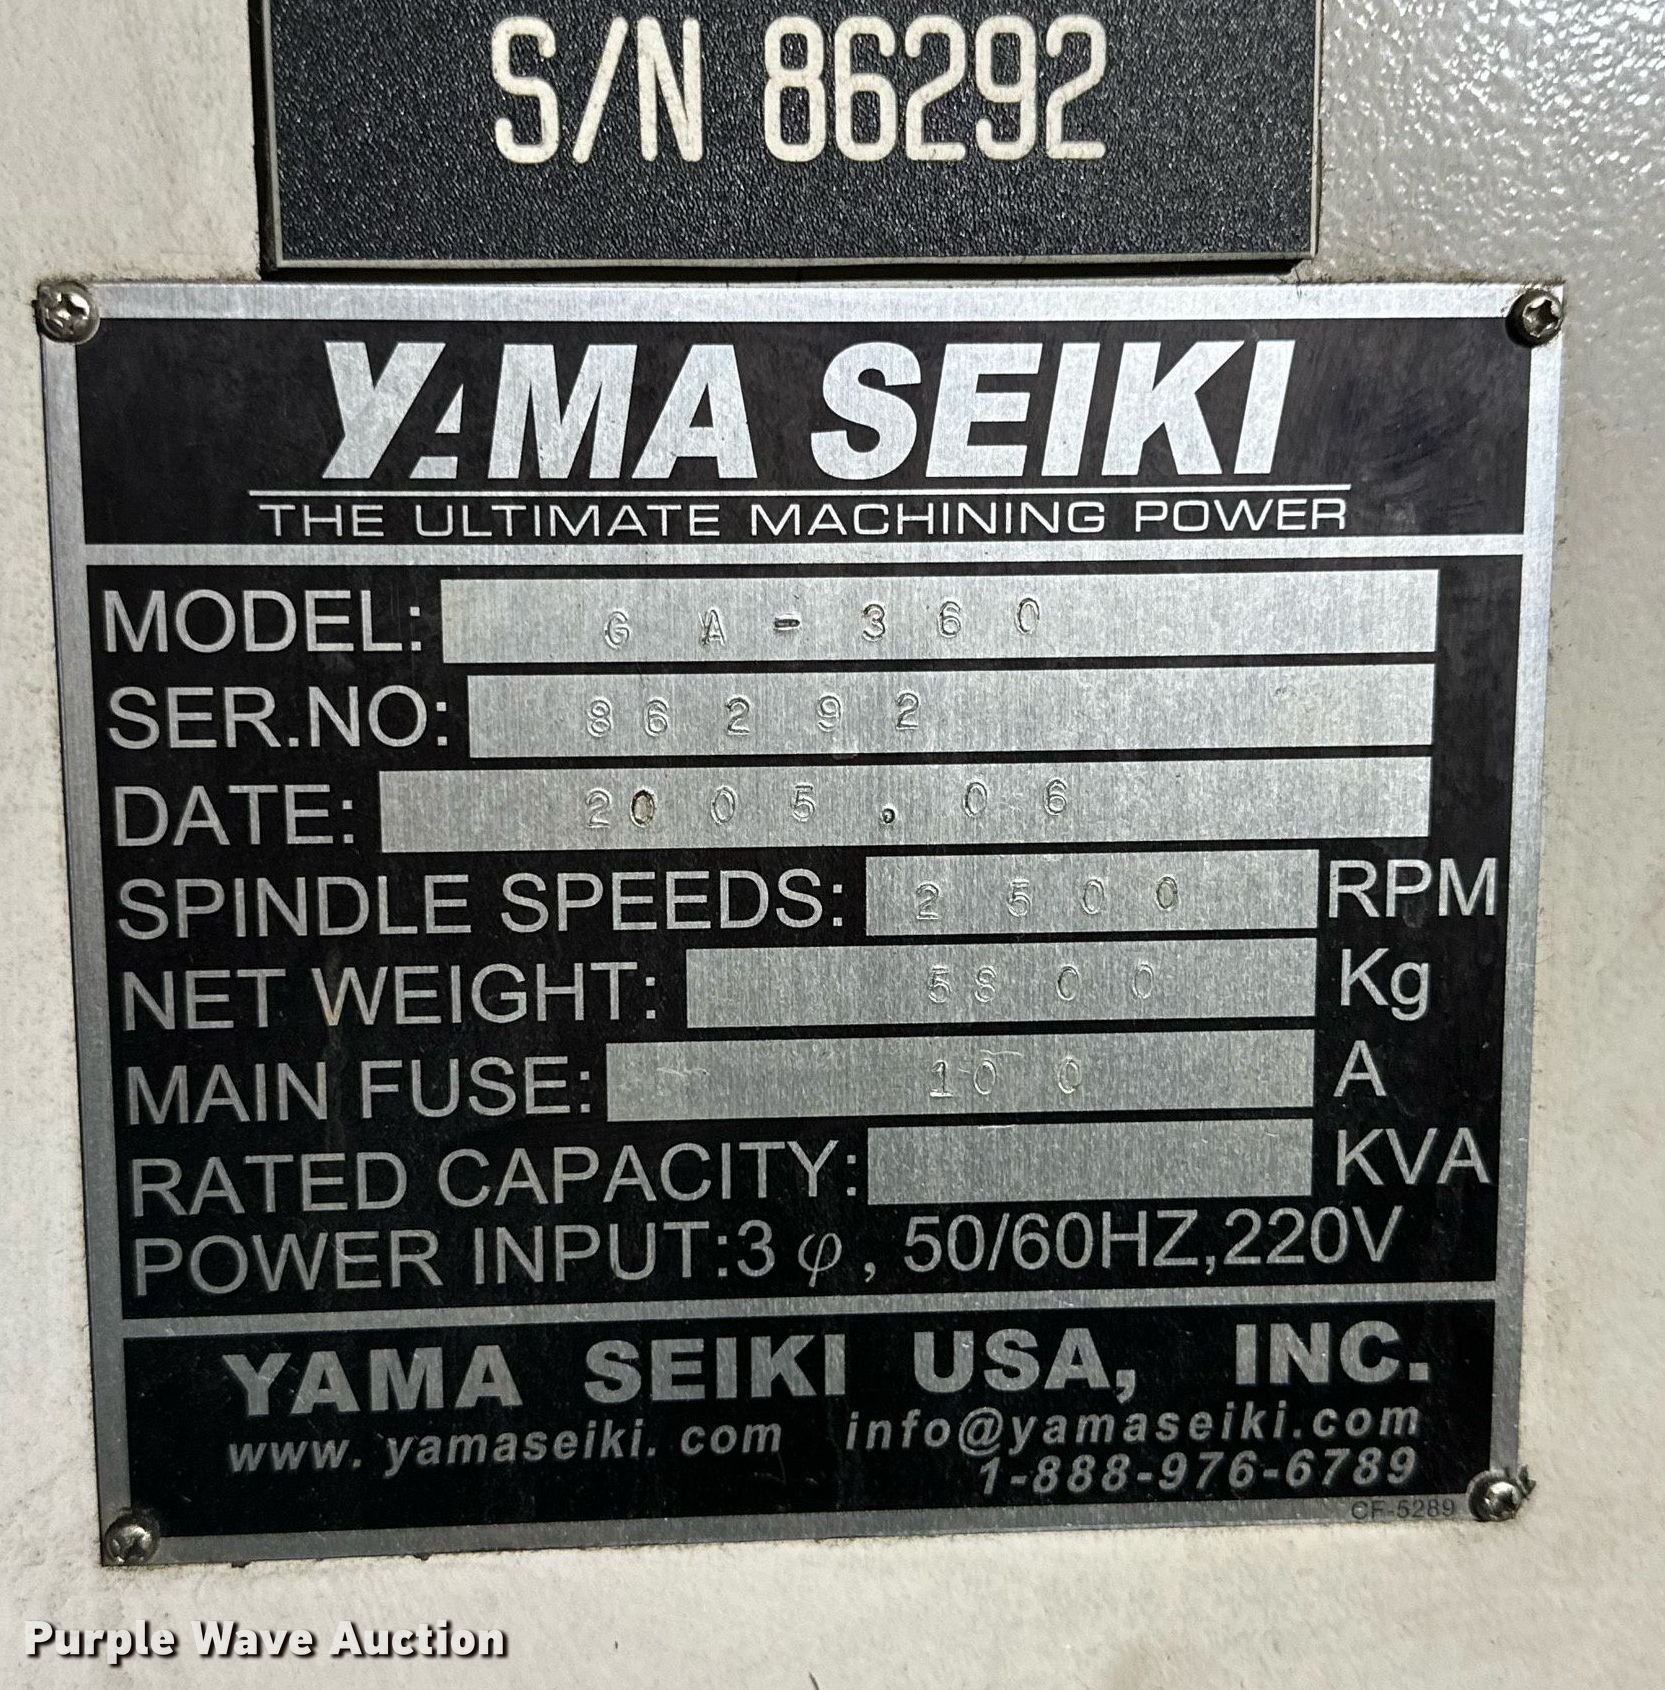 S/N 86292
YAMA SEIKI
THE ULTIMATE MACHINING POWER
MODEL: GA-360
SER.NO: 86292
DATE: 2005.06
SPINDLE SPEEDS: 2500 RPM
NET WEIGHT: 5800 Kg
MAIN FUSE: 100 A
RATED CAPACITY: KVA
POWER INPUT:3φ, 50/60HZ,220V
YAMA SEIKI USA, INC.
www.yamaseiki.com info@yamaseiki.com
1-888-976-6789
CF-5289
Purple Wave Auction